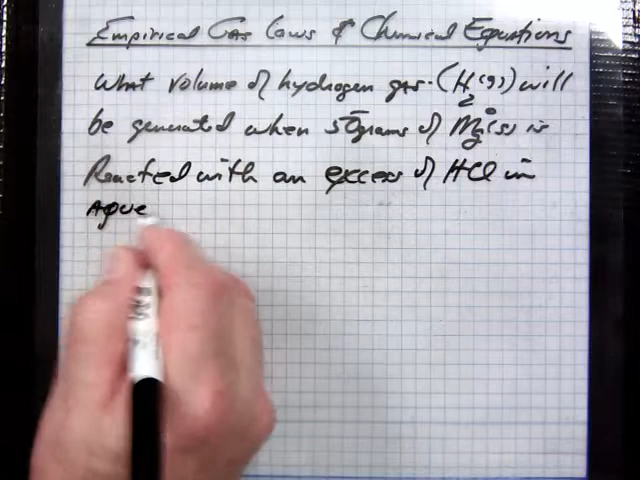 Empirical Gas Laws & Chemical Equations
What volume of hydrogen gas (H2(g)) will
be generated when 50 grams of Mg°(s) is
Reacted with an excess of HCl in
Aque